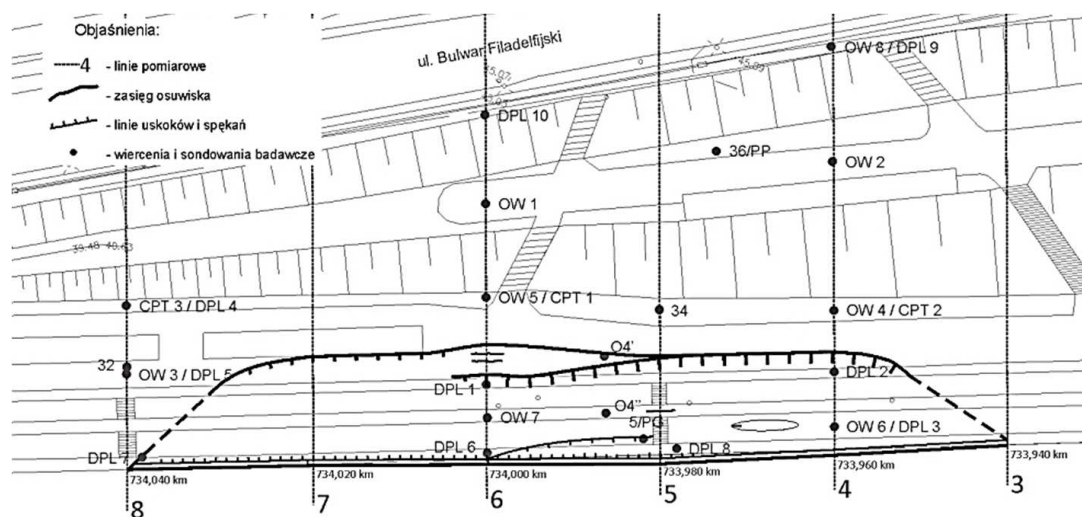 Objaśnienia:
4 - linie pomiarowe
- zasięg osuwiska
- linie uskoków i spękań
- wiercenia i sondowania badawcze
ul. Bulwar Filadelfijski
OW 8 / DPL 9
DPL 10
36/PP
OW 2
OW 1
39,48 40,63
CPT 3 / DPL 4
OW 5 / CPT 1
34
OW 4 / CPT 2
32
OW 3 / DPL 5
O4'
DPL 1
DPL 2
OW 7
O4"
5/PG
OW 6 / DPL 3
DPL 7
DPL 6
DPL 8
734,040 km
734,020 km
734,000 km
733,980 km
733,960 km
733,940 km
8
7
6
5
4
3